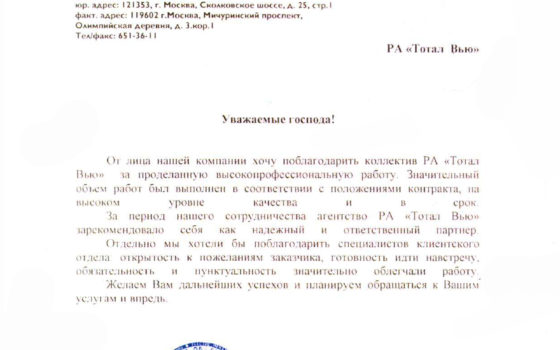 юр. адрес: 121353, г. Москва, Сколковское шоссе, д. 25, стр.1
факт. адрес: 119602 г.Москва, Мичуринский проспект,
Олимпийская деревня, д. 3.кор.1
Тел/факс: 651-36-11
РА «Тотал Вью»
Уважаемые господа!
От лица нашей компании хочу поблагодарить коллектив РА «Тотал
Вью» за проделанную высокопрофессиональную работу. Значительный
объем работ был выполнен в соответствии с положениями контракта, на
высоком уровне качества и в срок.
За период нашего сотрудничества агентство РА «Тотал Вью»
зарекомендовало себя как надежный и ответственный партнер.
Отдельно мы хотели бы поблагодарить специалистов клиентского
отдела открытость к пожеланиям заказчика, готовность идти навстречу,
обязательность и пунктуальность значительно облегчали работу.
Желаем Вам дальнейших успехов и планируем обращаться к Вашим
услугам и впредь.